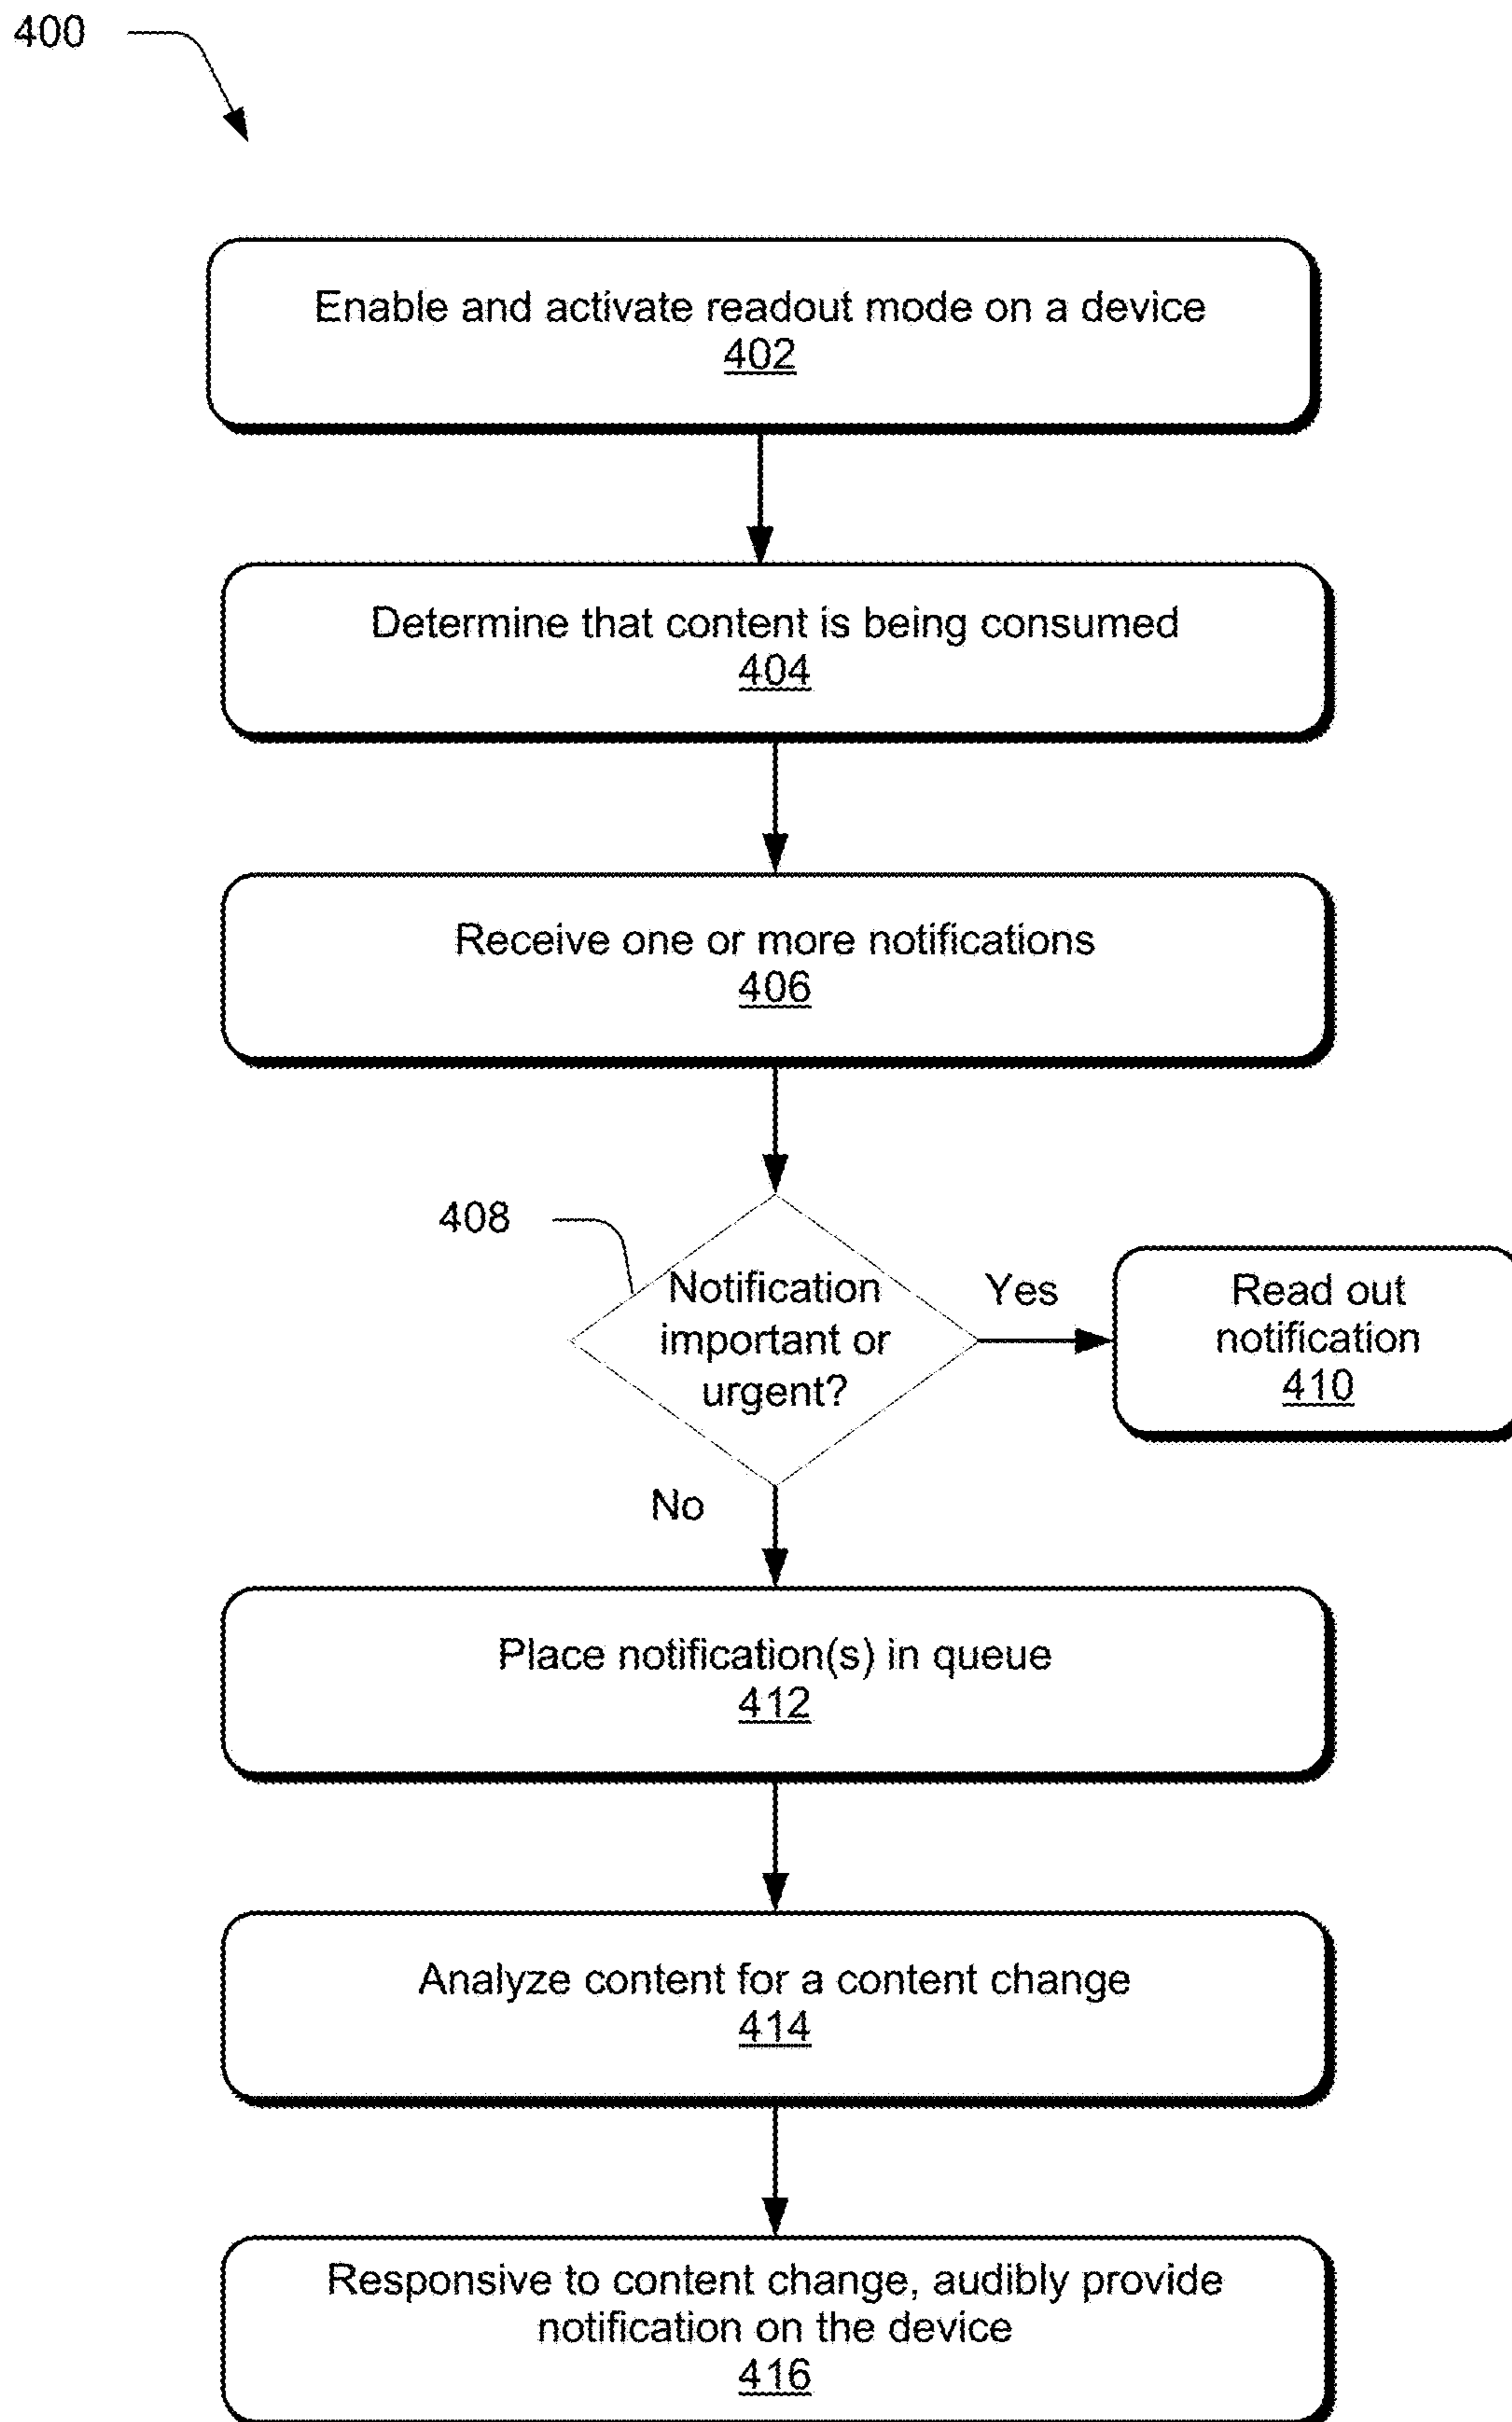 400
Enable and activate readout mode on a device
402
Determine that content is being consumed
404
Receive one or more notifications
406
408
Notification
important or
urgent?
Yes
Read out
notification
410
No
Place notification(s) in queue
412
Analyze content for a content change
414
Responsive to content change, audibly provide
notification on the device
416